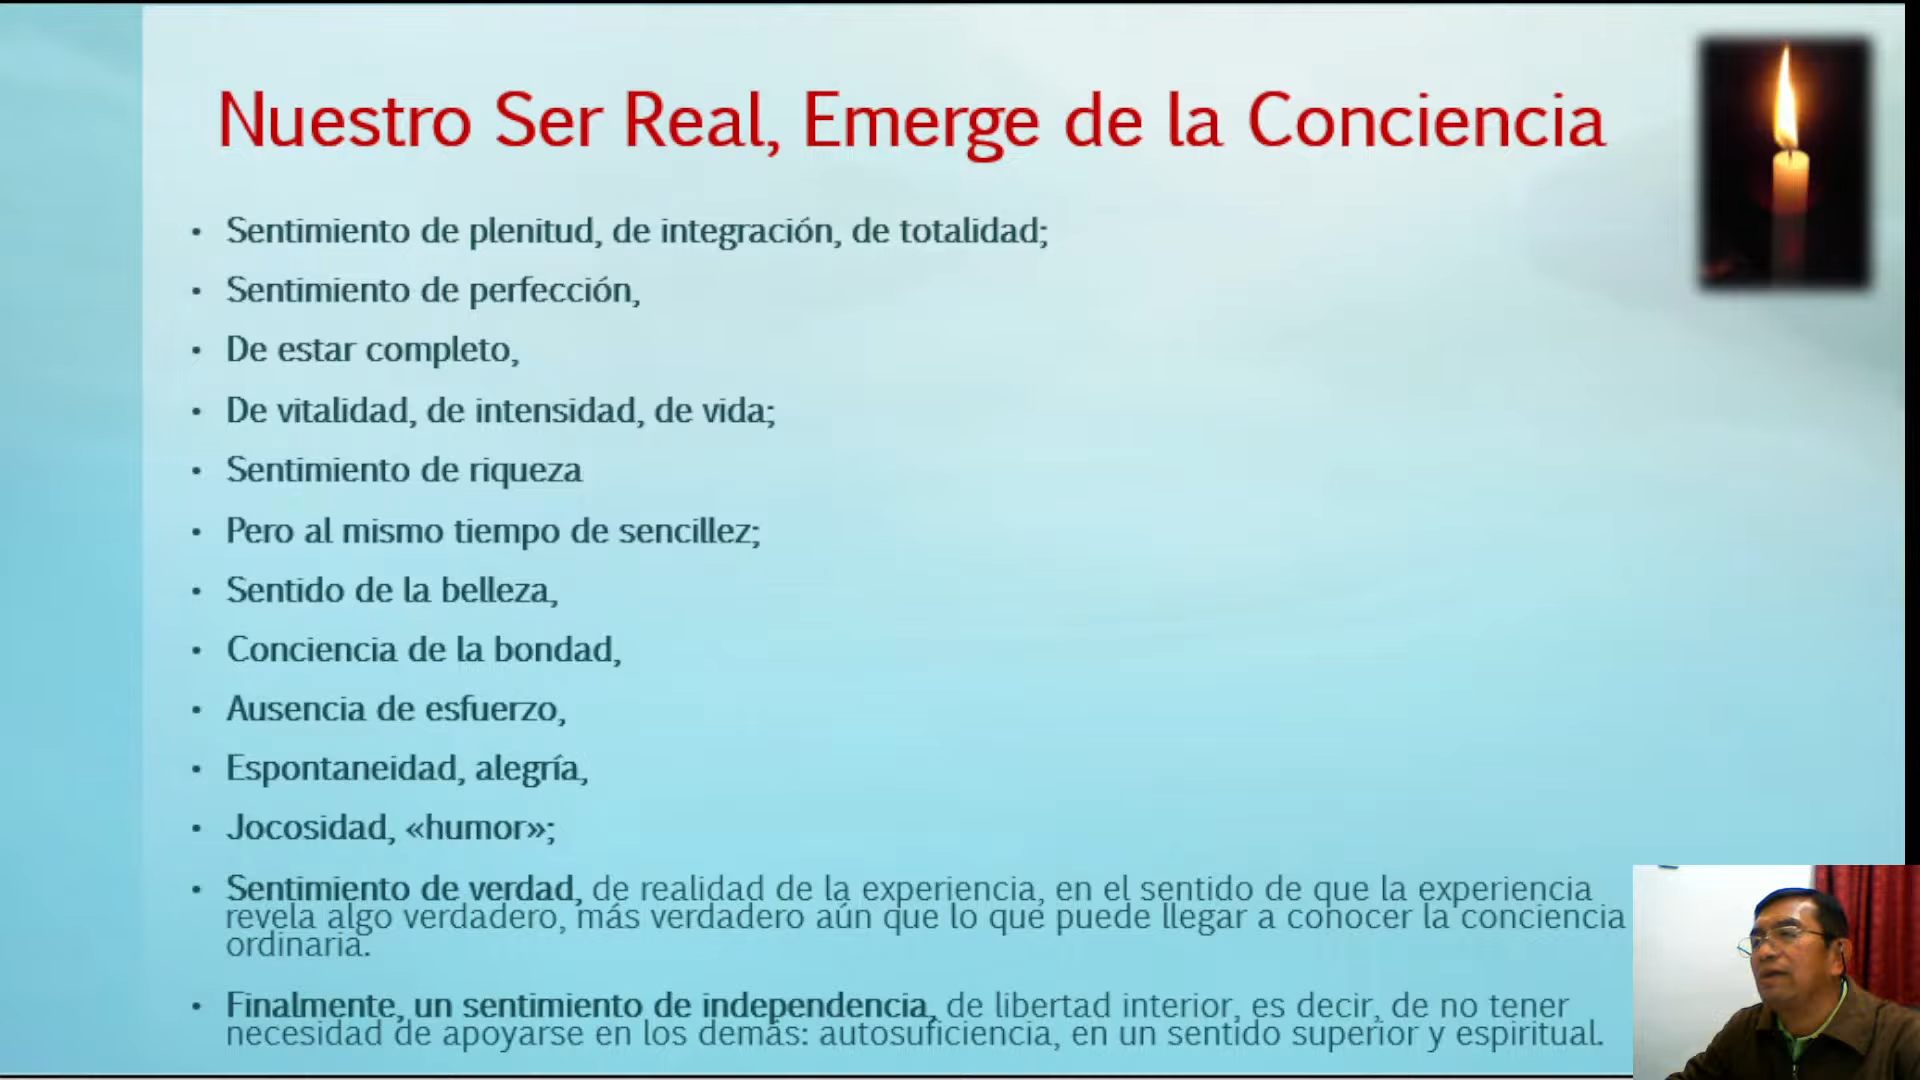 Nuestro Ser Real, Emerge de la Conciencia
• Sentimiento de plenitud, de integración, de totalidad;
• Sentimiento de perfección,
• De estar completo,
• De vitalidad, de intensidad, de vida;
• Sentimiento de riqueza
• Pero al mismo tiempo de sencillez;
• Sentido de la belleza,
• Conciencia de la bondad,
• Ausencia de esfuerzo,
• Espontaneidad, alegría,
• Jocosidad, «humor»;
• Sentimiento de verdad, de realidad de la experiencia, en el sentido de que la experiencia
revela algo verdadero, más verdadero aún que lo que puede llegar a conocer la conciencia
ordinaria.
• Finalmente, un sentimiento de independencia, de libertad interior, es decir, de no tener
necesidad de apoyarse en los demás: autosuficiencia, en un sentido superior y espiritual.